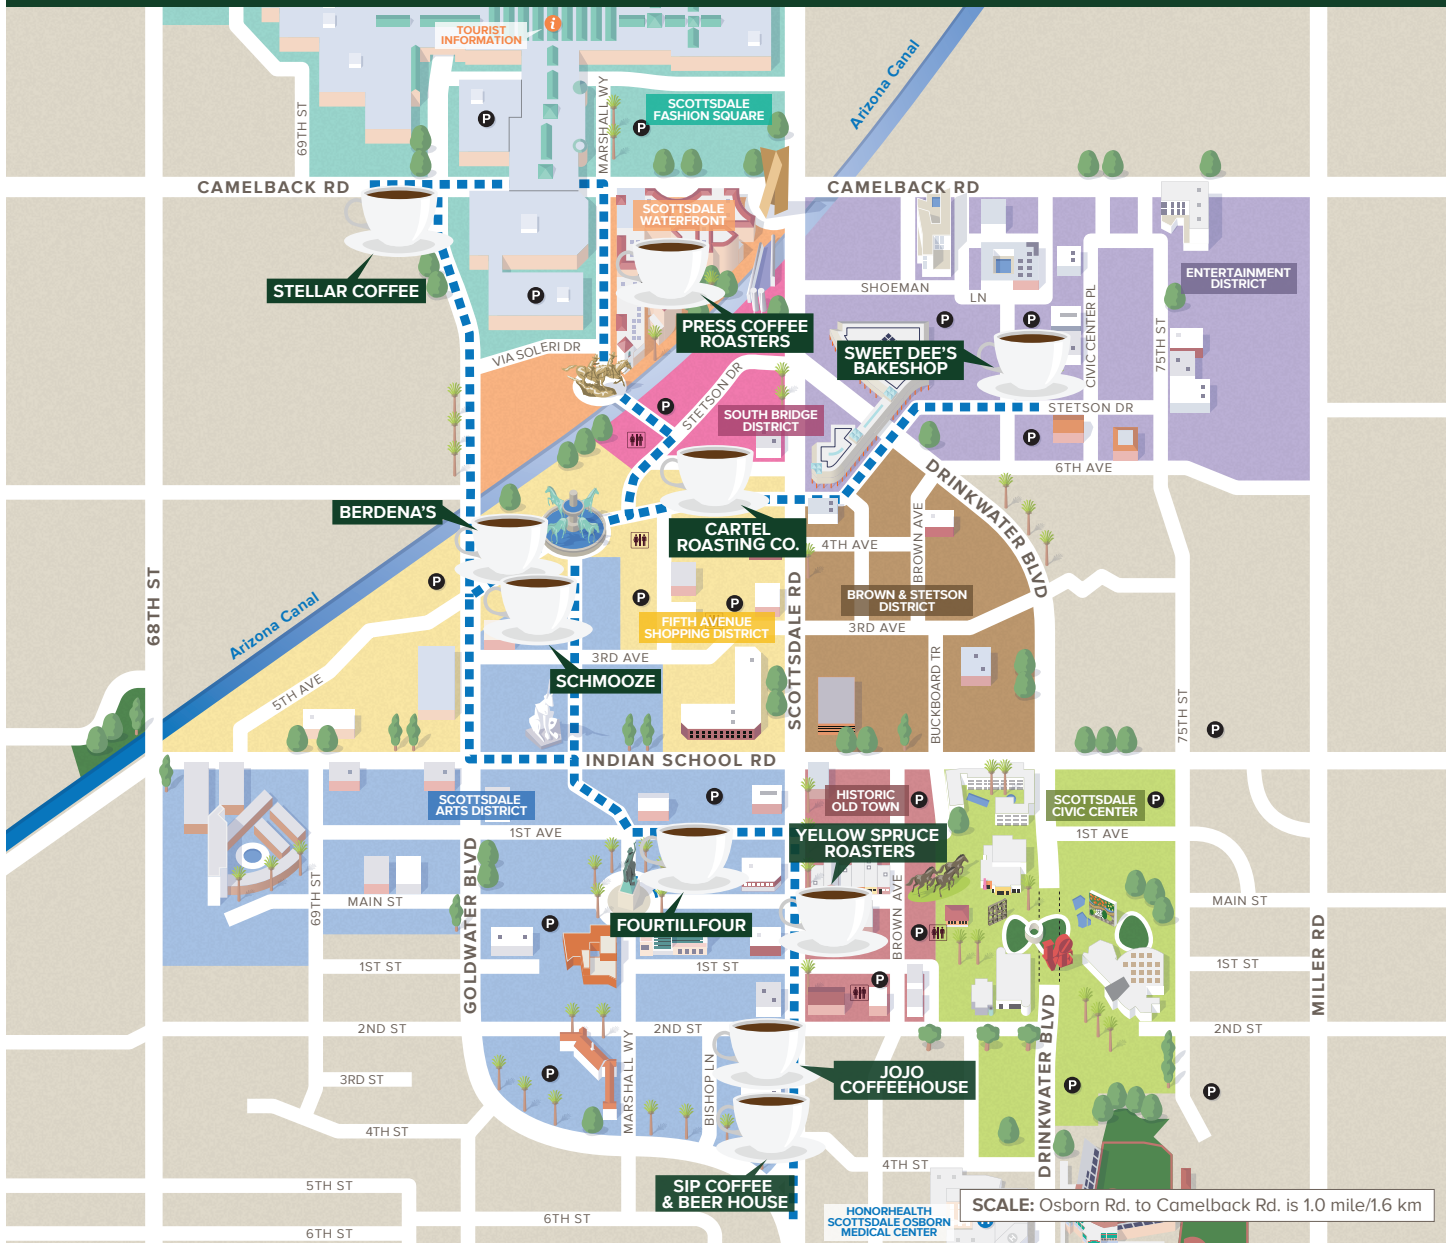 TOURIST
INFORMATION
i
Arizona Canal
69TH ST
MARSHALL WY
SCOTTSDALE
FASHION SQUARE
P
P
CAMELBACK RD
CAMELBACK RD
SCOTTSDALE
WATERFRONT
STELLAR COFFEE
P
PRESS COFFEE
ROASTERS
SHOEMAN
LN
ENTERTAINMENT
DISTRICT
CIVIC CENTER PL
75TH ST
P
P
VIA SOLERI DR
SWEET DEE'S
BAKESHOP
STETSON DR
P
SOUTH BRIDGE
DISTRICT
STETSON DR
P
6TH AVE
DRINKWATER BLVD
BERDENA'S
CARTEL
ROASTING CO.
4TH AVE
BROWN AVE
68TH ST
Arizona Canal
P
P
P
FIFTH AVENUE
SHOPPING DISTRICT
SCOTTSDALE RD
BROWN & STETSON
DISTRICT
3RD AVE
3RD AVE
5TH AVE
SCHMOOZE
BUCKBOARD TR
75TH ST
P
INDIAN SCHOOL RD
SCOTTSDALE
ARTS DISTRICT
P
HISTORIC
OLD TOWN
P
SCOTTSDALE
CIVIC CENTER
P
1ST AVE
1ST AVE
YELLOW SPRUCE
ROASTERS
GOLDWATER BLVD
69TH ST
MAIN ST
MAIN ST
BROWN AVE
P
FOURTILLFOUR
P
1ST ST
1ST ST
1ST ST
MILLER RD
P
2ND ST
2ND ST
2ND ST
MARSHALL WY
BISHOP LN
DRINKWATER BLVD
3RD ST
P
JOJO
COFFEEHOUSE
P
P
4TH ST
4TH ST
SIP COFFEE
& BEER HOUSE
5TH ST
6TH ST
6TH ST
HONORHEALTH
SCOTTSDALE OSBORN
MEDICAL CENTER
SCALE: Osborn Rd. to Camelback Rd. is 1.0 mile/1.6 km